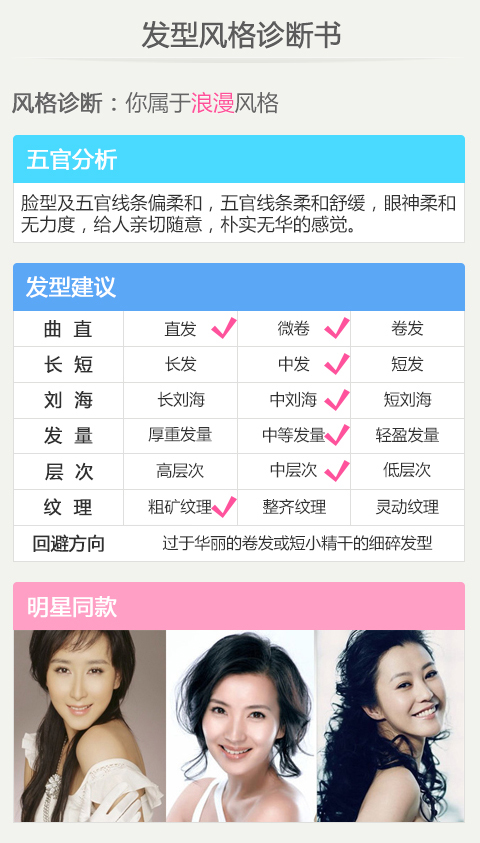 发型风格诊断书
风格诊断：你属于浪漫风格
五官分析
脸型及五官线条偏柔和，五官线条柔和舒缓，眼神柔和
无力度，给人亲切随意，朴实无华的感觉。
发型建议
曲 直 直发 微卷 卷发
长 短 长发 中发 短发
刘 海 长刘海 中刘海 短刘海
发 量 厚重发量 中等发量 轻盈发量
层 次 高层次 中层次 低层次
纹 理 粗矿纹理 整齐纹理 灵动纹理
回避方向 过于华丽的卷发或短小精干的细碎发型
明星同款